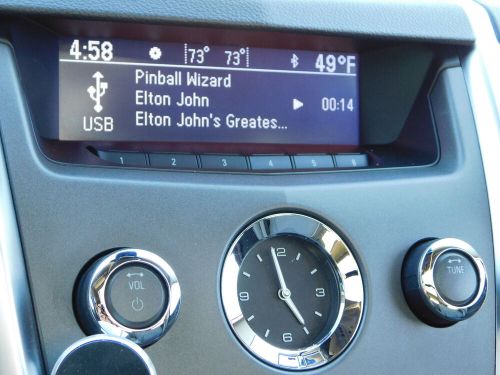 4:58 73° 73° 49°F
Pinball Wizard
Elton John 00:14
USB Elton John's Greates...
1 2 3 4 5 6
VOL
12
9 3
6
TUNE